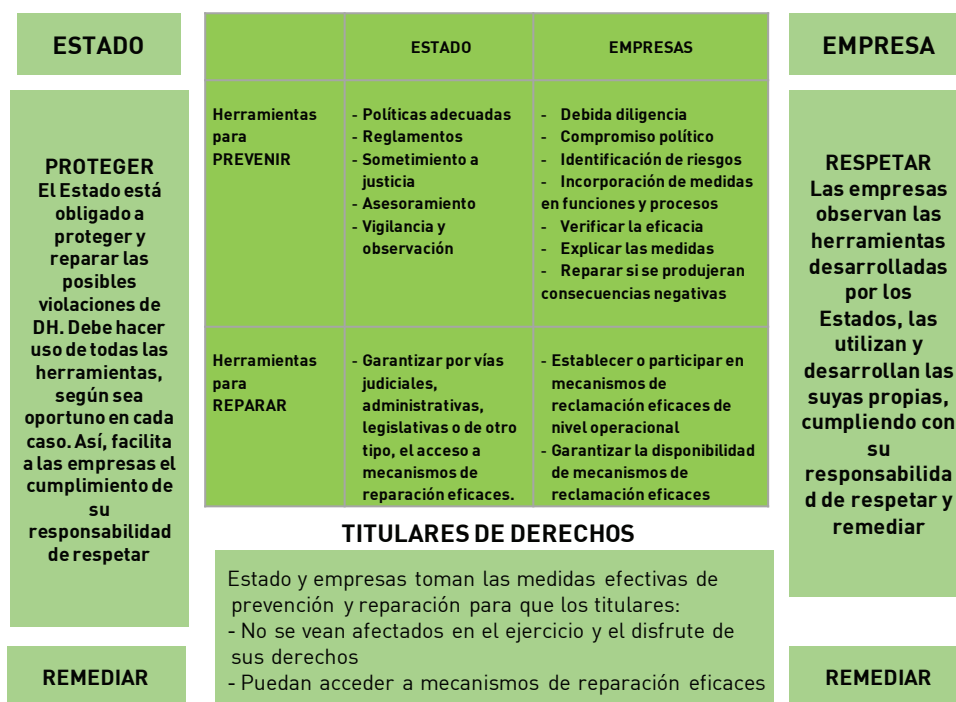 ESTADO
PROTEGER
El Estado está
obligado a
proteger y
reparar las
posibles
violaciones de
DH. Debe hacer
uso de todas las
herramientas,
según sea
oportuno en cada
caso. Así, facilita
a las empresas el
cumplimiento de
su
responsabilidad
de respetar
REMEDIAR
ESTADO
EMPRESAS
Herramientas
para
PREVENIR
- Políticas adecuadas
- Reglamentos
- Sometimiento a
justicia
- Asesoramiento
- Vigilancia y
observación
- Debida diligencia
- Compromiso político
- Identificación de riesgos
- Incorporación de medidas
en funciones y procesos
- Verificar la eficacia
- Explicar las medidas
- Reparar si se produjeran
consecuencias negativas
Herramientas
para
REPARAR
- Garantizar por vías
judiciales,
administrativas,
legislativas o de otro
tipo, el acceso a
mecanismos de
reparación eficaces.
- Establecer o participar en
mecanismos de
reclamación eficaces de
nivel operacional
- Garantizar la disponibilidad
de mecanismos de
reclamación eficaces
TITULARES DE DERECHOS
Estado y empresas toman las medidas efectivas de
prevención y reparación para que los titulares:
- No se vean afectados en el ejercicio y el disfrute de
sus derechos
- Puedan acceder a mecanismos de reparación eficaces
EMPRESA
RESPETAR
Las empresas
observan las
herramientas
desarrolladas
por los
Estados, las
utilizan y
desarrollan las
suyas propias,
cumpliendo con
su
responsabilida
d de respetar y
remediar
REMEDIAR